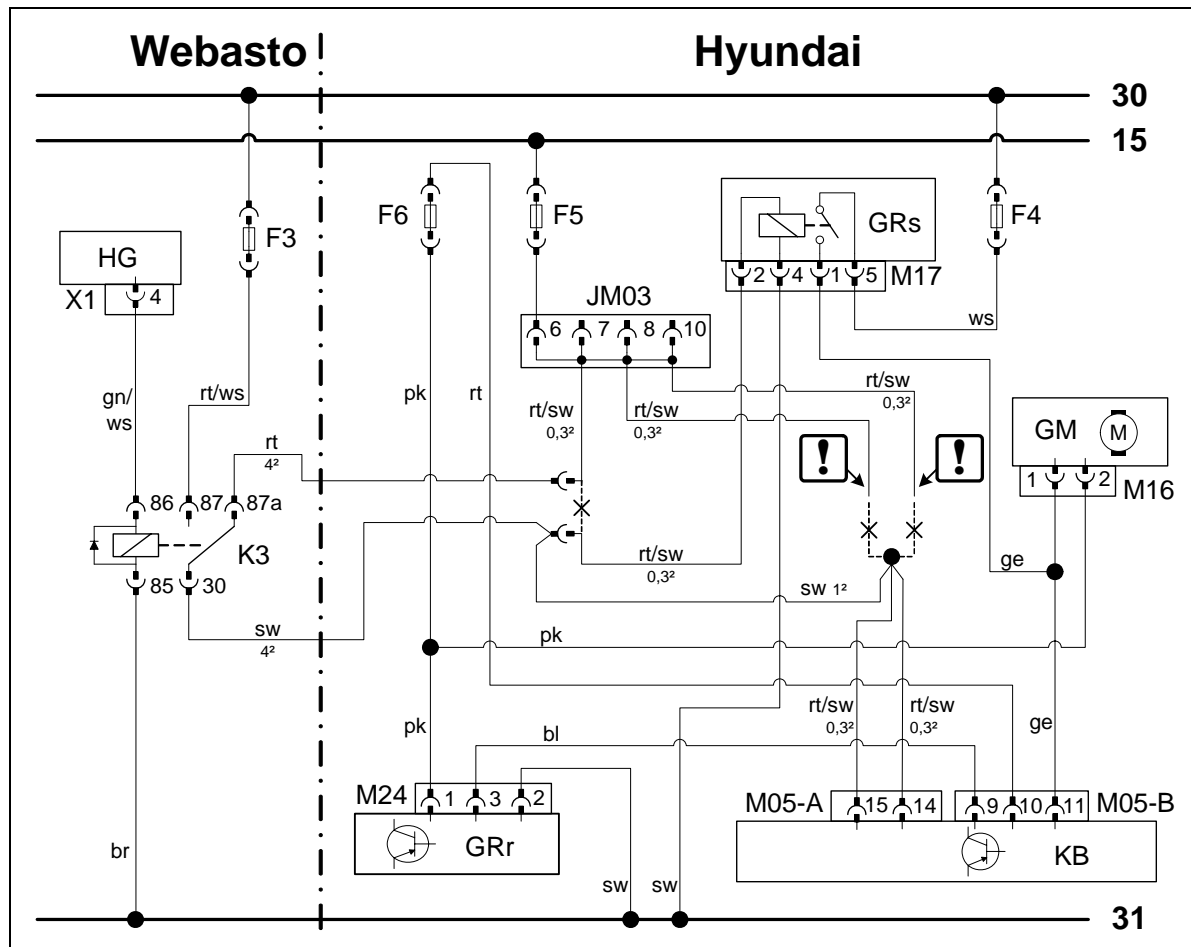 Webasto
Hyundai
30
15
F6
F5
GRs
F4
F3
HG
2 4 1 5 M17
X1 4
JM03
6 7 8 10
ws
gn/
ws
rt/ws
pk
rt
rt/sw
0,3²
rt/sw
0,3²
rt/sw
0,3²
GM M
rt
4²
! !
1 2
M16
86 87 87a
K3
rt/sw
0,3²
ge
85 30
sw 1²
sw
4²
pk
pk
bl
rt/sw
0,3²
rt/sw
0,3²
ge
M24 1 3 2
M05-A 15 14 9 10 11 M05-B
GRr
KB
br
sw
sw
31